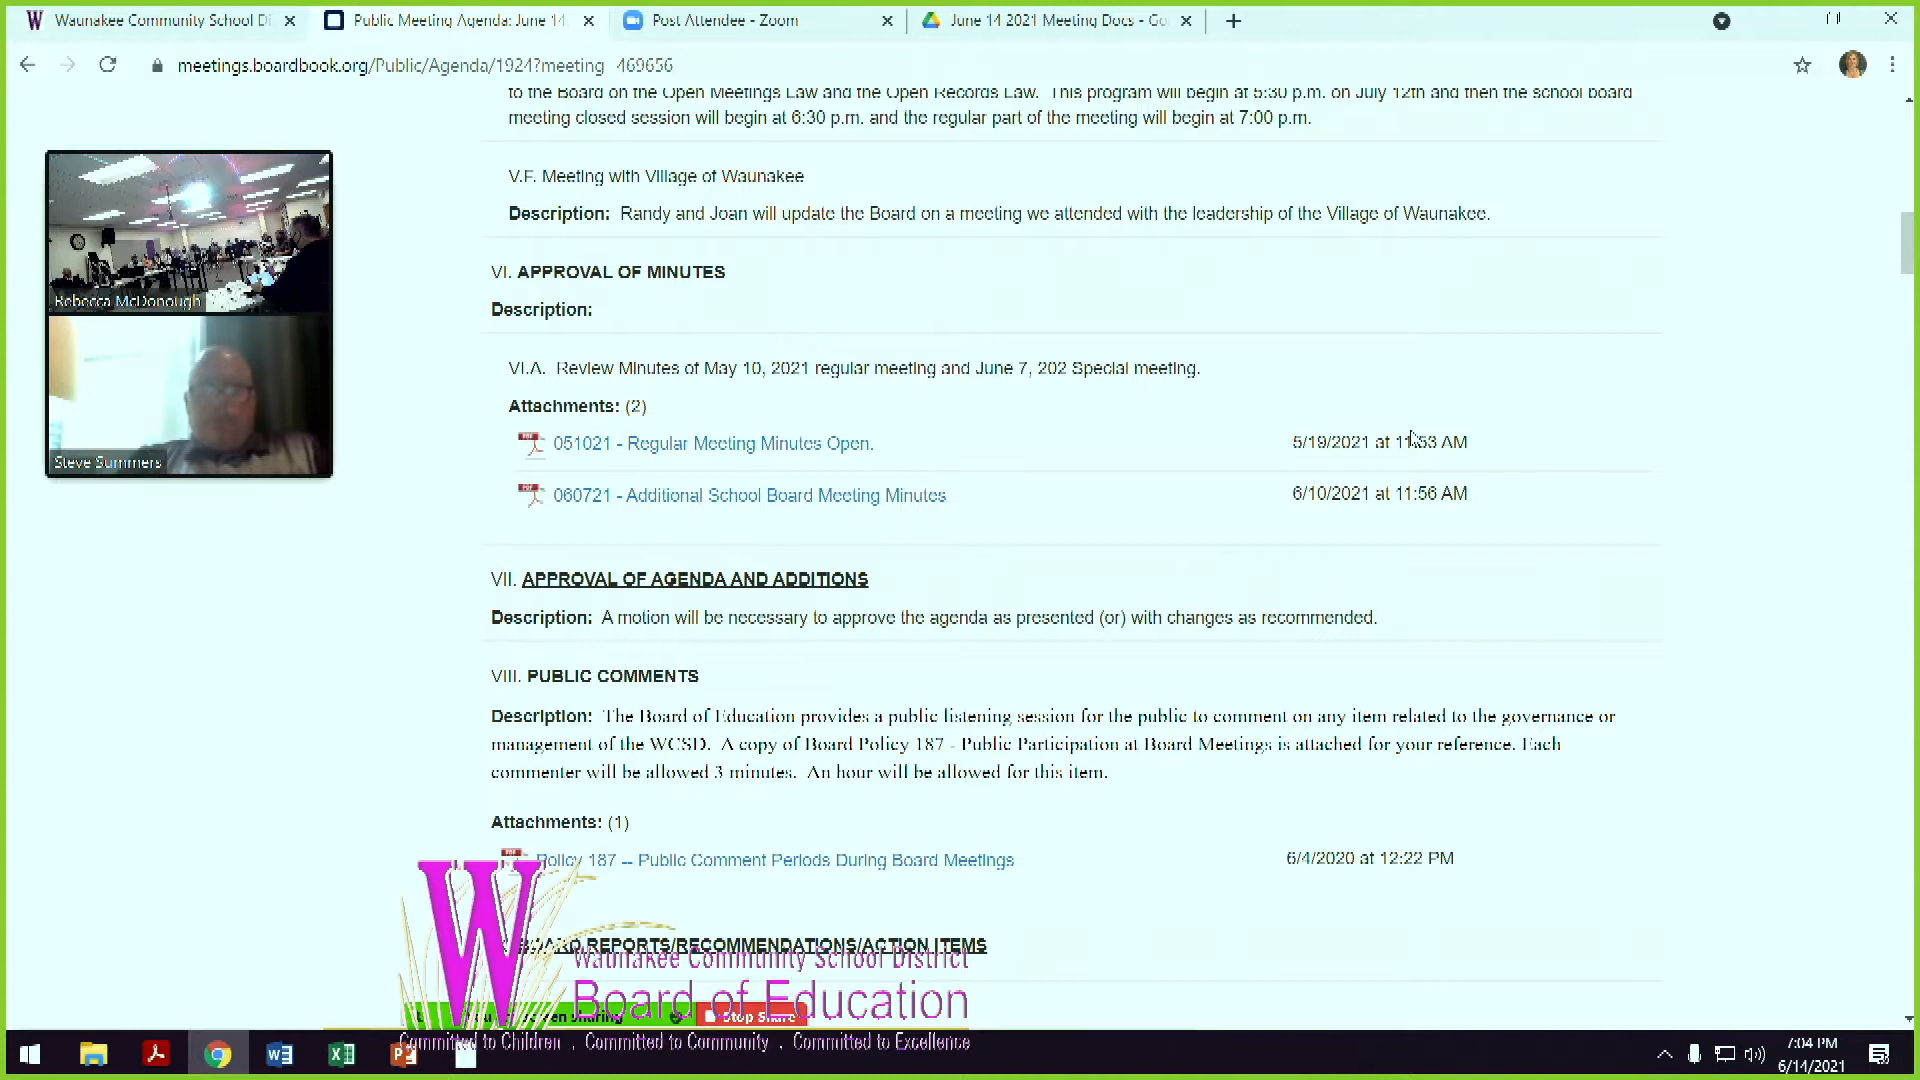 Waunakee Community School Di
Public Meeting Agenda: June 14
Post Attendee - Zoom
June 14 2021 Meeting Docs - Go
meetings.boardbook.org/Public/Agenda/1924?meeting 469656
to the Board on the Open Meetings Law and the Open Records Law. This program will begin at 5:30 p.m. on July 12th and then the school board
meeting closed session will begin at 6:30 p.m. and the regular part of the meeting will begin at 7:00 p.m.
V.F. Meeting with Village of Waunakee
Description: Randy and Joan will update the Board on a meeting we attended with the leadership of the Village of Waunakee.
Rebecca McDonough
Steve Summers
VI. APPROVAL OF MINUTES
Description:
VI.A. Review Minutes of May 10, 2021 regular meeting and June 7, 202 Special meeting.
Attachments: (2)
051021 - Regular Meeting Minutes Open. 5/19/2021 at 11:53 AM
060721 - Additional School Board Meeting Minutes 6/10/2021 at 11:56 AM
VII. APPROVAL OF AGENDA AND ADDITIONS
Description: A motion will be necessary to approve the agenda as presented (or) with changes as recommended.
VIII. PUBLIC COMMENTS
Description: The Board of Education provides a public listening session for the public to comment on any item related to the governance or
management of the WCSD. A copy of Board Policy 187 - Public Participation at Board Meetings is attached for your reference. Each
commenter will be allowed 3 minutes. An hour will be allowed for this item.
Attachments: (1)
Policy 187 -- Public Comment Periods During Board Meetings 6/4/2020 at 12:22 PM
BOARD REPORTS/RECOMMENDATIONS/ACTION ITEMS
W
Waunakee Community School District
Board of Education
screen sharing Stop Share
Committed to Children . Committed to Community . Committed to Excellence
7:04 PM
6/14/2021